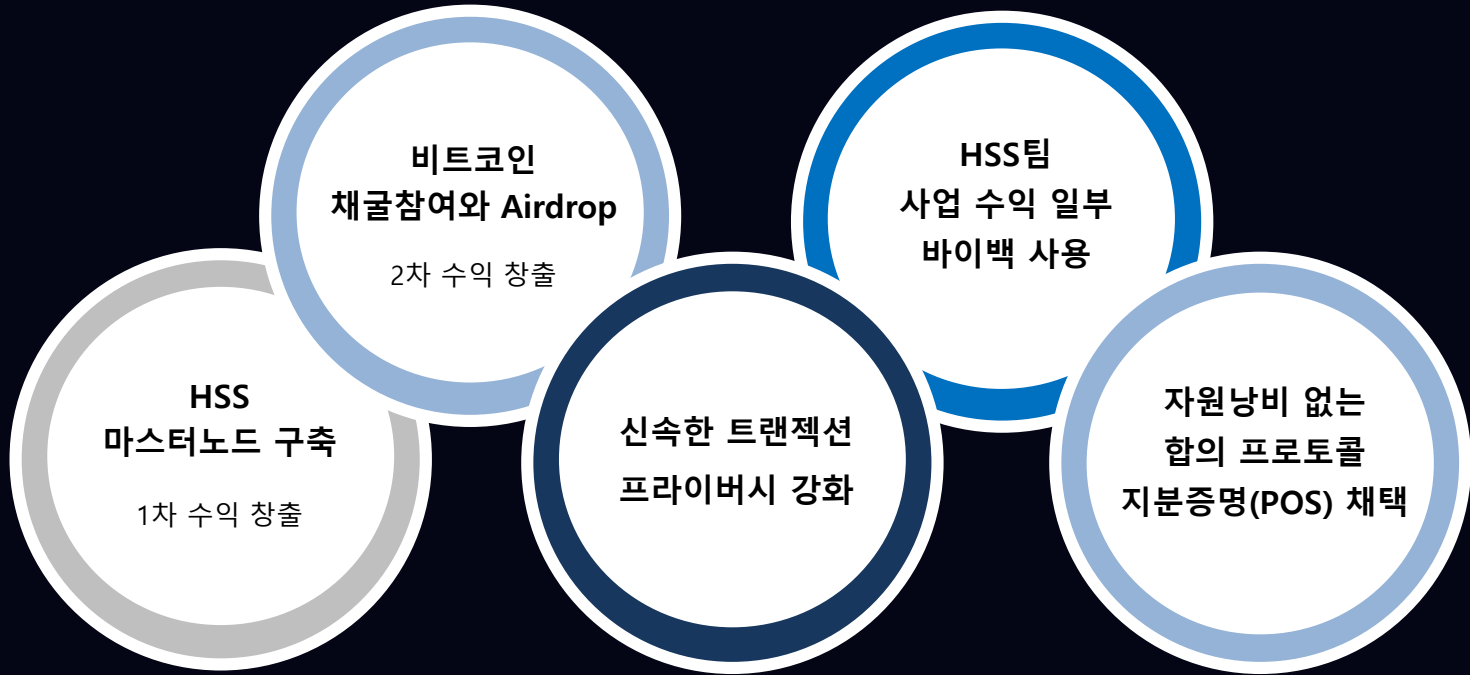 HSS
마스터노드 구축
1차 수익 창출
비트코인
채굴참여와 Airdrop
2차 수익 창출
신속한 트랜젝션
프라이버시 강화
HSS팀
사업 수익 일부
바이백 사용
자원낭비 없는
합의 프로토콜
지분증명(POS) 채택